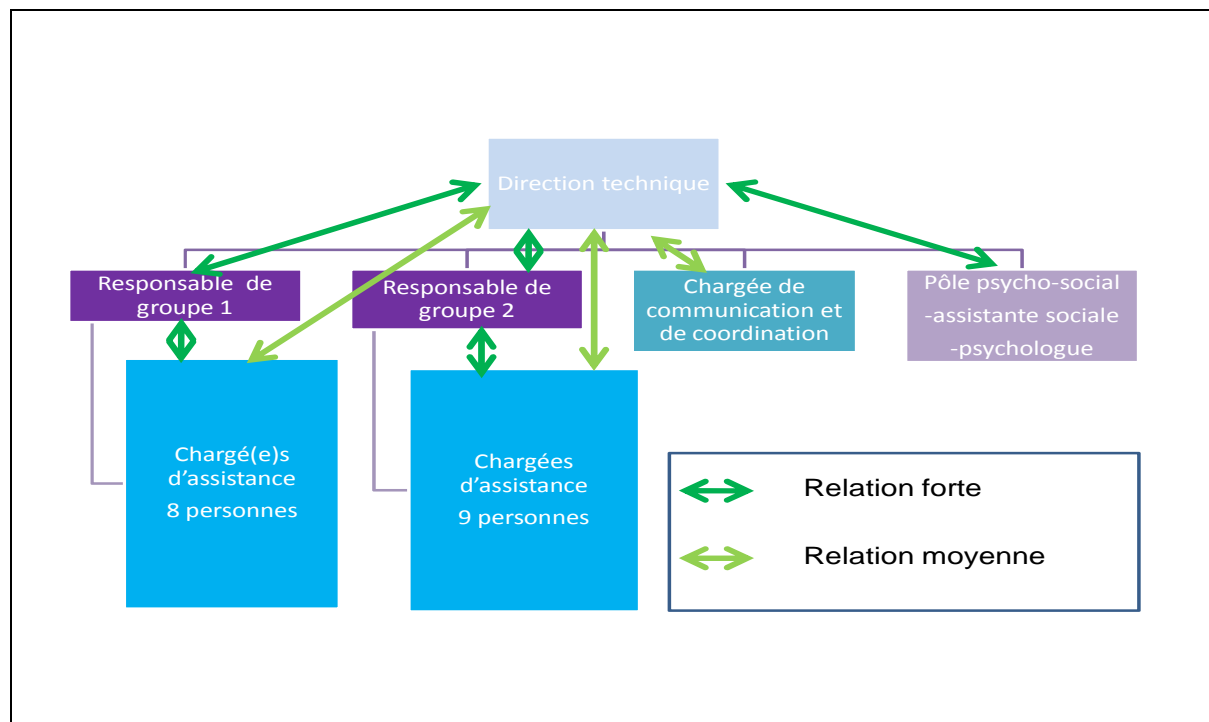 Direction technique
Responsable de
groupe 1
Responsable de
groupe 2
Chargée de
communication et
de coordination
Pôle psycho-social
-assistante sociale
-psychologue
Chargé(e)s
d'assistance
8 personnes
Chargées
d'assistance
9 personnes
Relation forte
Relation moyenne